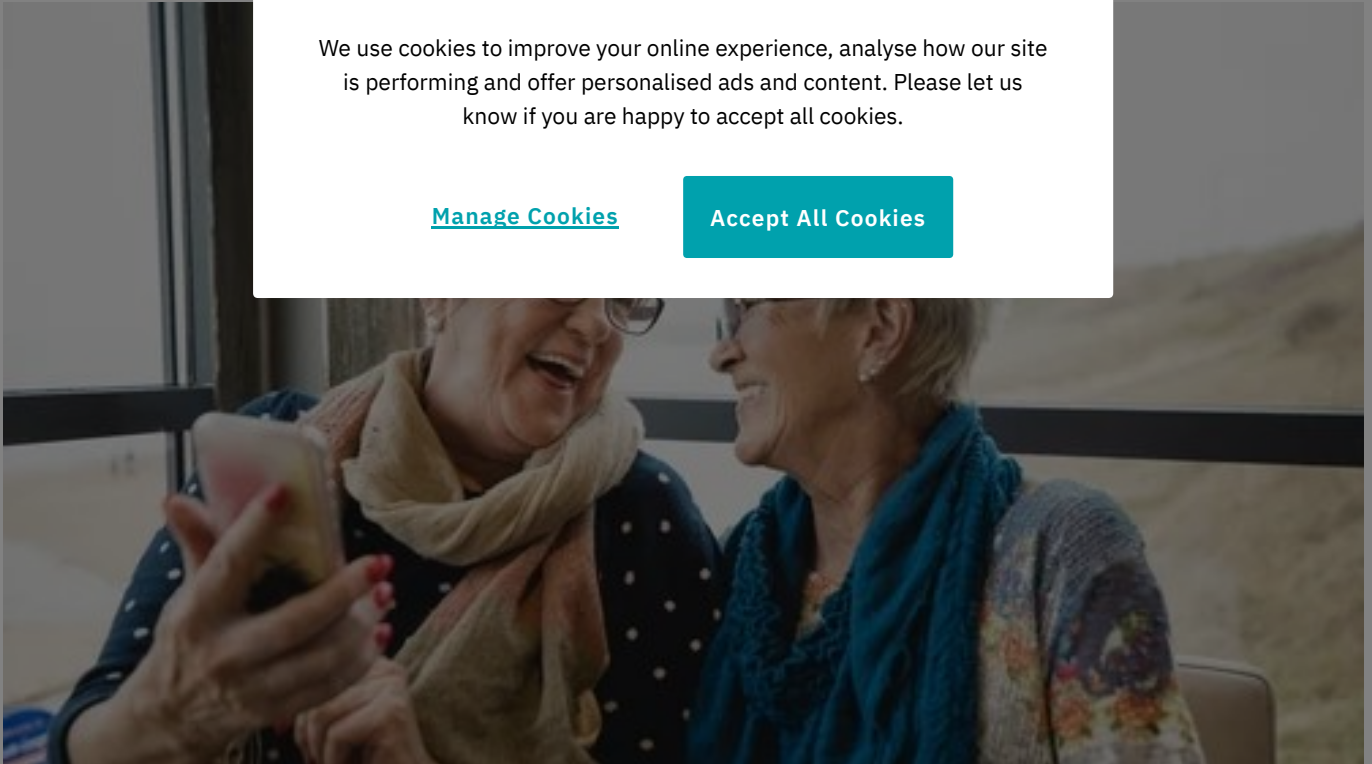 We use cookies to improve your online experience, analyse how our site
is performing and offer personalised ads and content. Please let us
know if you are happy to accept all cookies.
Manage Cookies
Accept All Cookies